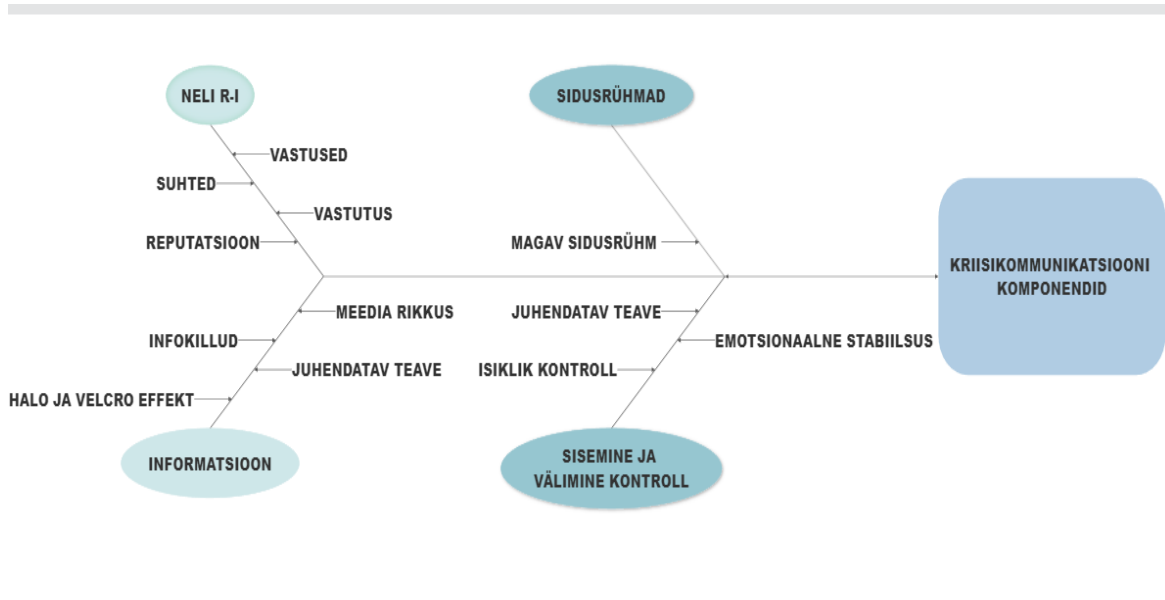 NELI R-I
SIDUSRÜHMAD
VASTUSED
SUHTED
VASTUTUS
REPUTATSIOON
MAGAV SIDUSRÜHM
KRIISIKOMMUNIKATSIOONI
KOMPONENDID
MEEDIA RIKKUS
JUHENDATAV TEAVE
INFOKILLUD
EMOTSIONAALNE STABIILSUS
JUHENDATAV TEAVE
ISIKLIK KONTROLL
HALO JA VELCRO EFFEKT
INFORMATSIOON
SISEMINE JA
VÄLIMINE KONTROLL